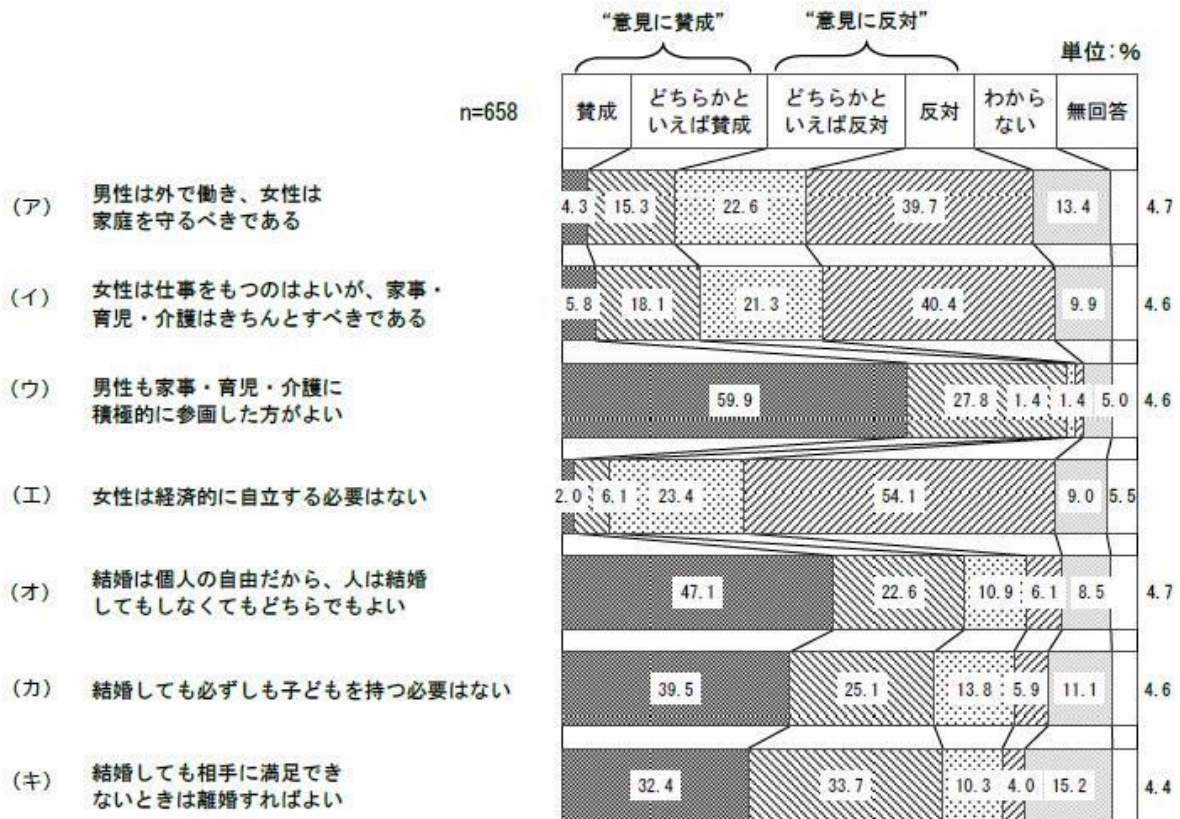 “意見に賛成” “意見に反対”
単位：%
n=658
賛成 どちらかと いえば賛成 どちらかと いえば反対 反対 わから ない 無回答
(ア) 男性は外で働き、女性は
家庭を守るべきである
4.3 15.3 22.6 39.7 13.4 4.7
(イ) 女性は仕事をもつのはよいが、家事・
育児・介護はきちんとすべきである
5.8 18.1 21.3 40.4 9.9 4.6
(ウ) 男性も家事・育児・介護に
積極的に参画した方がよい
59.9 27.8 1.4 1.4 5.0 4.6
(エ) 女性は経済的に自立する必要はない
2.0 6.1 23.4 54.1 9.0 5.5
(オ) 結婚は個人の自由だから、人は結婚
してもしなくてもどちらでもよい
47.1 22.6 10.9 6.1 8.5 4.7
(カ) 結婚しても必ずしも子どもを持つ必要はない
39.5 25.1 13.8 5.9 11.1 4.6
(キ) 結婚しても相手に満足でき
ないときは離婚すればよい
32.4 33.7 10.3 4.0 15.2 4.4